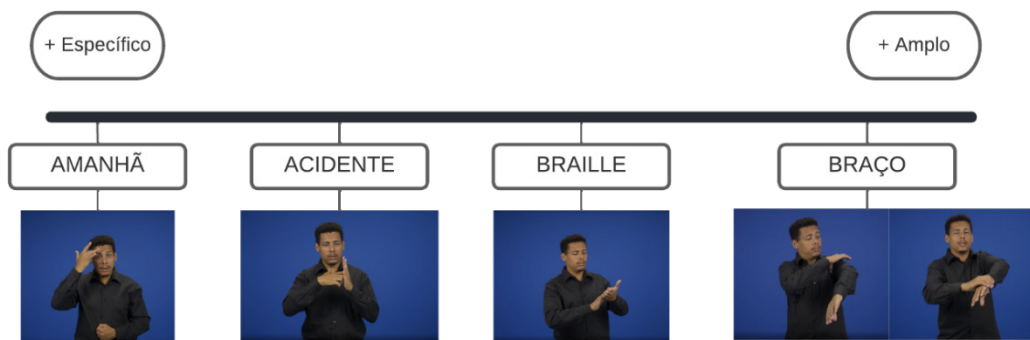 + Específico
+ Amplo
AMANHÃ
ACIDENTE
BRAILLE
BRAÇO